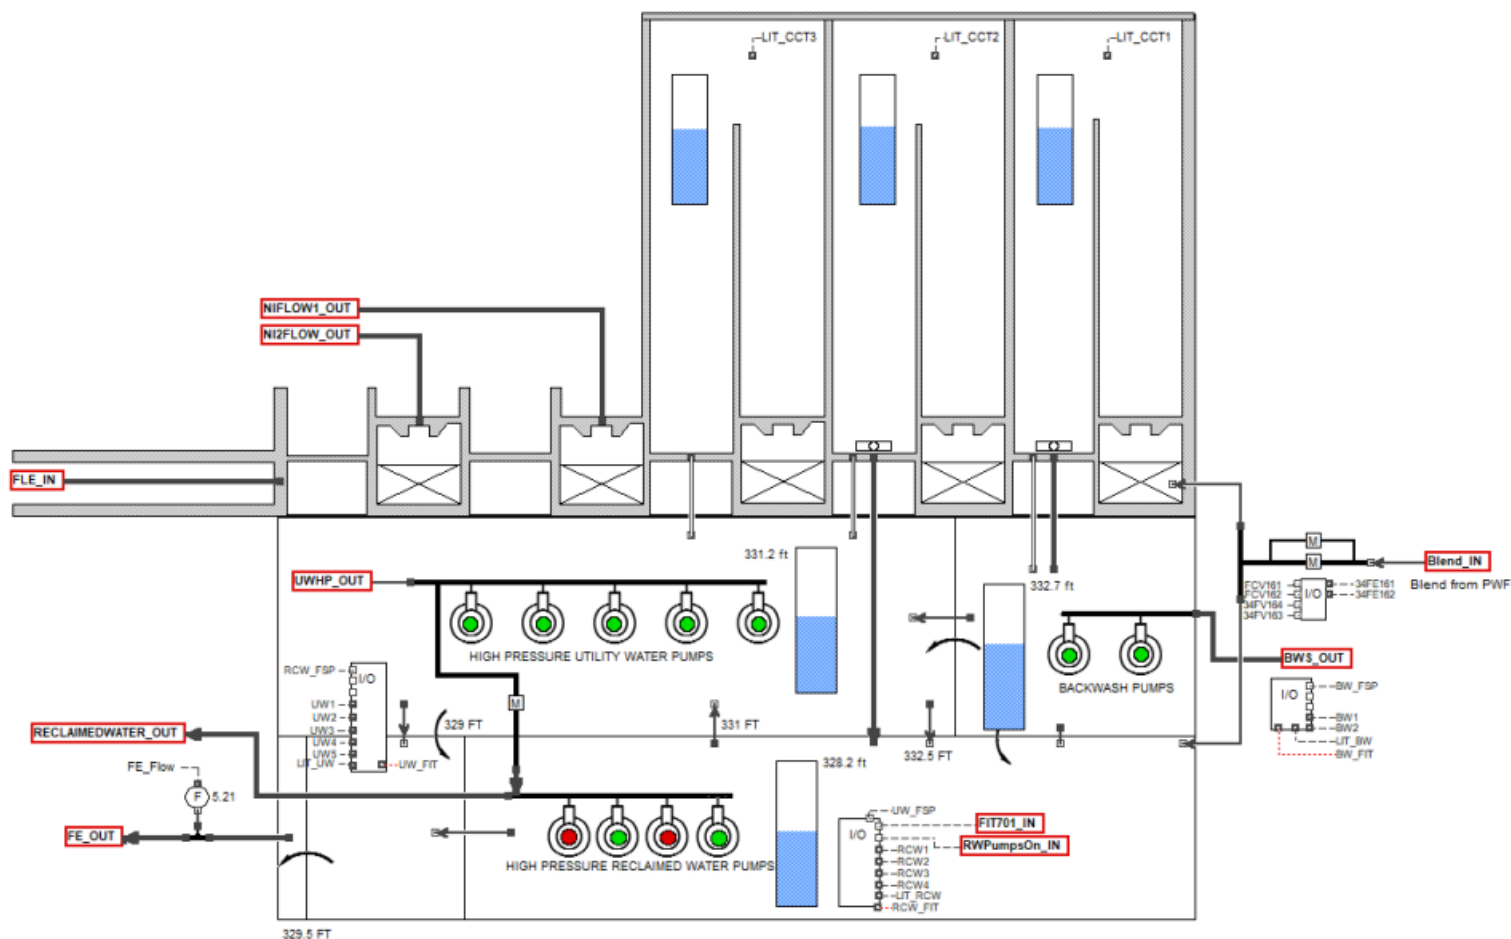 LIT_CCT3
LIT_CCT2
LIT_CCT1
NIFLOW1_OUT
NI2FLOW_OUT
FLE_IN
331.2 ft
332.7 ft
UWHP_OUT
M
M
Blend_IN
Blend from PWF
FCV161
FCV162
34FV164
34FV163
I/O
34FE161
34FE162
HIGH PRESSURE UTILITY WATER PUMPS
BACKWASH PUMPS
BWS_OUT
RCW_FSP
I/O
UW1
UW2
UW3
UW4
UW5
LIT_UW
UW_FIT
M
329 FT
331 FT
332.5 FT
I/O
BW_FSP
BW1
BW2
LIT_BW
BW_FIT
RECLAIMEDWATER_OUT
FE_Flow
F
5.21
FE_OUT
328.2 ft
HIGH PRESSURE RECLAIMED WATER PUMPS
UW_FSP
I/O
FIT701_IN
RWPumpsOn_IN
RCW1
RCW2
RCW3
RCW4
LIT_RCW
RCW_FIT
329.5 FT